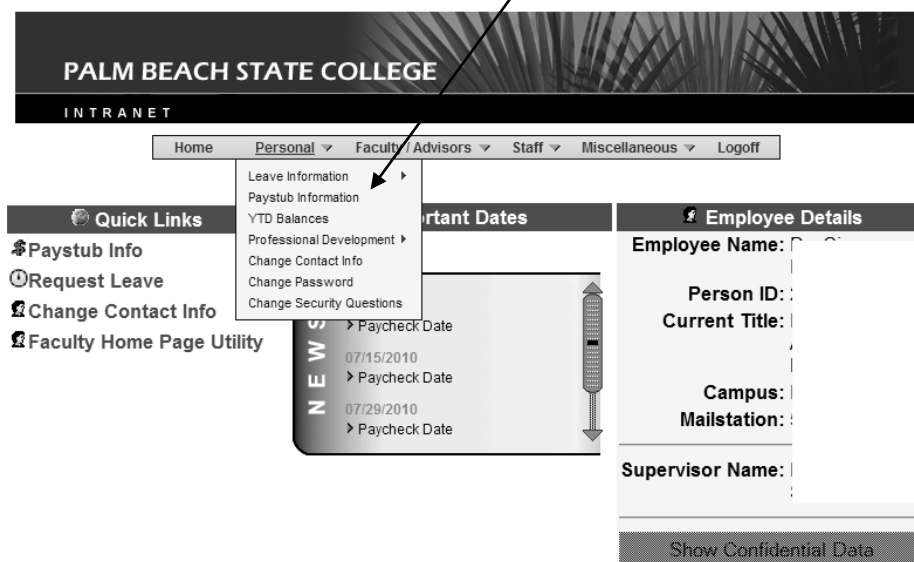 PALM BEACH STATE COLLEGE
INTRANET
Home Personal Faculty / Advisors Staff Miscellaneous Logoff
Leave Information
Paystub Information
YTD Balances
Professional Development
Change Contact Info
Change Password
Change Security Questions
Quick Links
Paystub Info
Request Leave
Change Contact Info
Faculty Home Page Utility
rtant Dates
NEWS
> Paycheck Date
07/15/2010
> Paycheck Date
07/29/2010
> Paycheck Date
Employee Details
Employee Name:
Person ID:
Current Title:
Campus:
Mailstation:
Supervisor Name:
Show Confidential Data